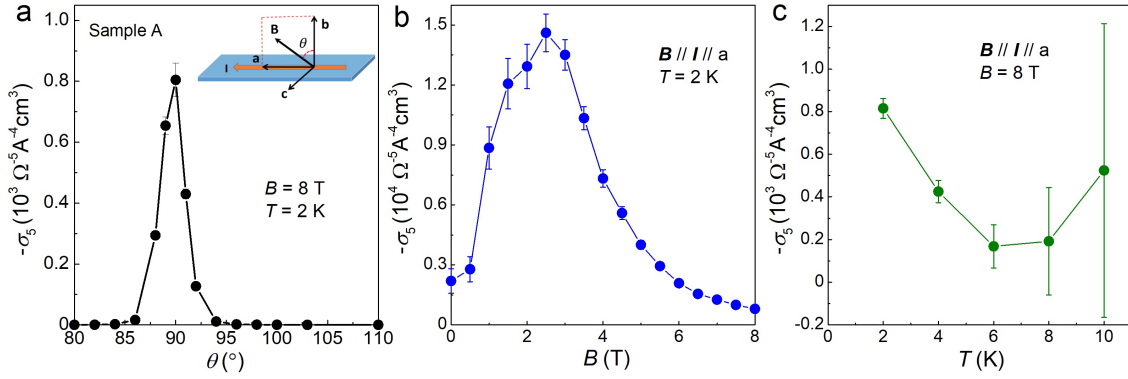 a
Sample A
-σ₅ (10³ Ω⁻⁵A⁻⁴cm³)
1.0
0.8
0.6
0.4
0.2
0
80 85 90 95 100 105 110
θ (°)
B = 8 T
T = 2 K
b
B
θ
a
I
c
b
-σ₅ (10⁴ Ω⁻⁵A⁻⁴cm³)
1.5
1.2
0.9
0.6
0.3
0
0 2 4 6 8
B (T)
B // I // a
T = 2 K
c
-σ₅ (10³ Ω⁻⁵A⁻⁴cm³)
1.2
1.0
0.8
0.6
0.4
0.2
0
-0.2
2 4 6 8 10
T (K)
B // I // a
B = 8 T